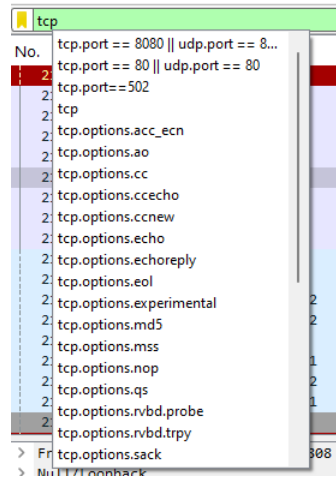 tcp
No.
tcp.port == 8080 || udp.port == 8...
tcp.port == 80 || udp.port == 80
tcp.port==502
tcp
tcp.options.acc_ecn
tcp.options.ao
tcp.options.cc
tcp.options.ccecho
tcp.options.ccnew
tcp.options.echo
tcp.options.echoreply
tcp.options.eol
tcp.options.experimental
tcp.options.md5
tcp.options.mss
tcp.options.nop
tcp.options.qs
tcp.options.rvbd.probe
tcp.options.rvbd.trpy
tcp.options.sack
> Fr 308
> Null/Loopback